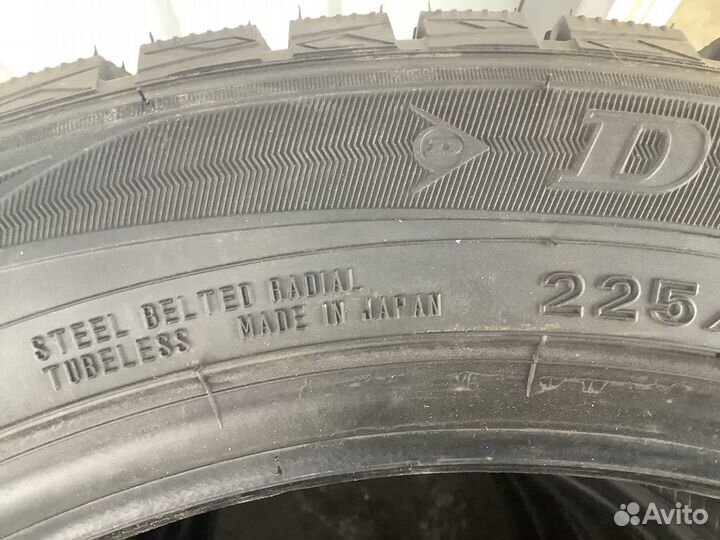 D
D
STEEL BELTED RADIAL
TUBELESS MADE IN JAPAN
225/
Avito